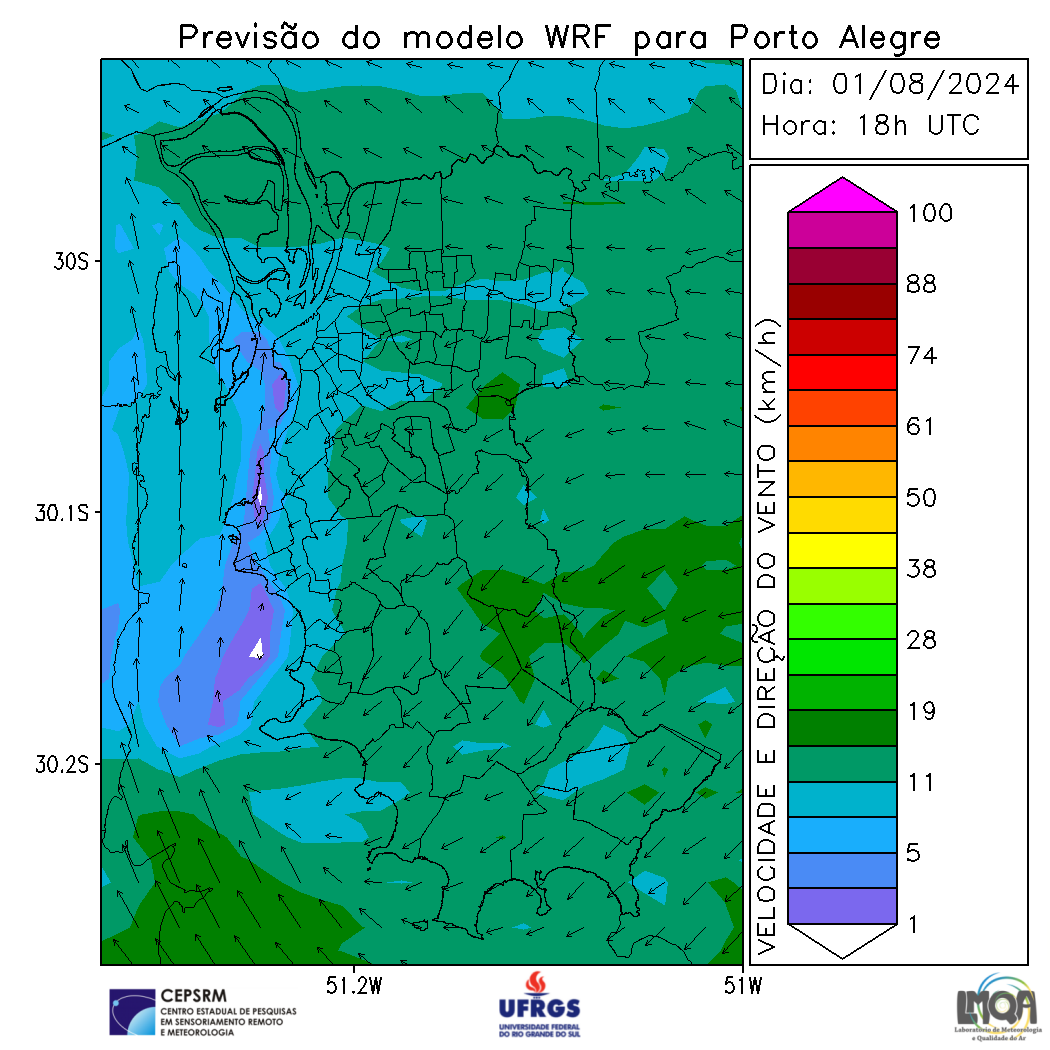 Previsão do modelo WRF para Porto Alegre
Dia: 01/08/2024
Hora: 18h UTC
VELOCIDADE E DIREÇÃO DO VENTO (km/h)
100
88
74
61
50
38
28
19
11
5
1
30S
30.1S
30.2S
51.2W
51W
CEPSRM
CENTRO ESTADUAL DE PESQUISAS
EM SENSORIAMENTO REMOTO
E METEOROLOGIA
UFRGS
UNIVERSIDADE FEDERAL
DO RIO GRANDE DO SUL
LMQA
Laboratório de Meteorologia
e Qualidade do Ar